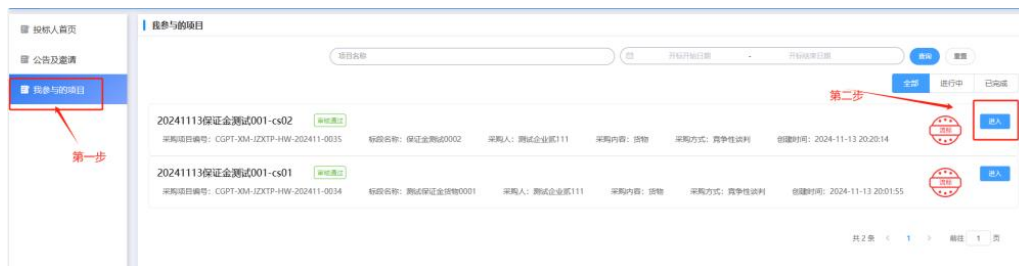 投标人首页
我参与的项目
公告及邀请
项目名称
开标开始日期 - 开标结束日期
查询 重置
我参与的项目
全部 进行中 已完成
第二步
20241113保证金测试001-cs02 审核通过
流标 进入
采购项目编号：CGPT-XM-JZXTP-HW-202411-0035 标段名称：保证金测试0002 采购人：测试企业贰111 采购内容：货物 采购方式：竞争性谈判 创建时间：2024-11-13 20:20:14
第一步
20241113保证金测试001-cs01 审核通过
流标 进入
采购项目编号：CGPT-XM-JZXTP-HW-202411-0034 标段名称：测试保证金货物0001 采购人：测试企业贰111 采购内容：货物 采购方式：竞争性谈判 创建时间：2024-11-13 20:01:55
共 2 条 < 1 > 前往 1 页